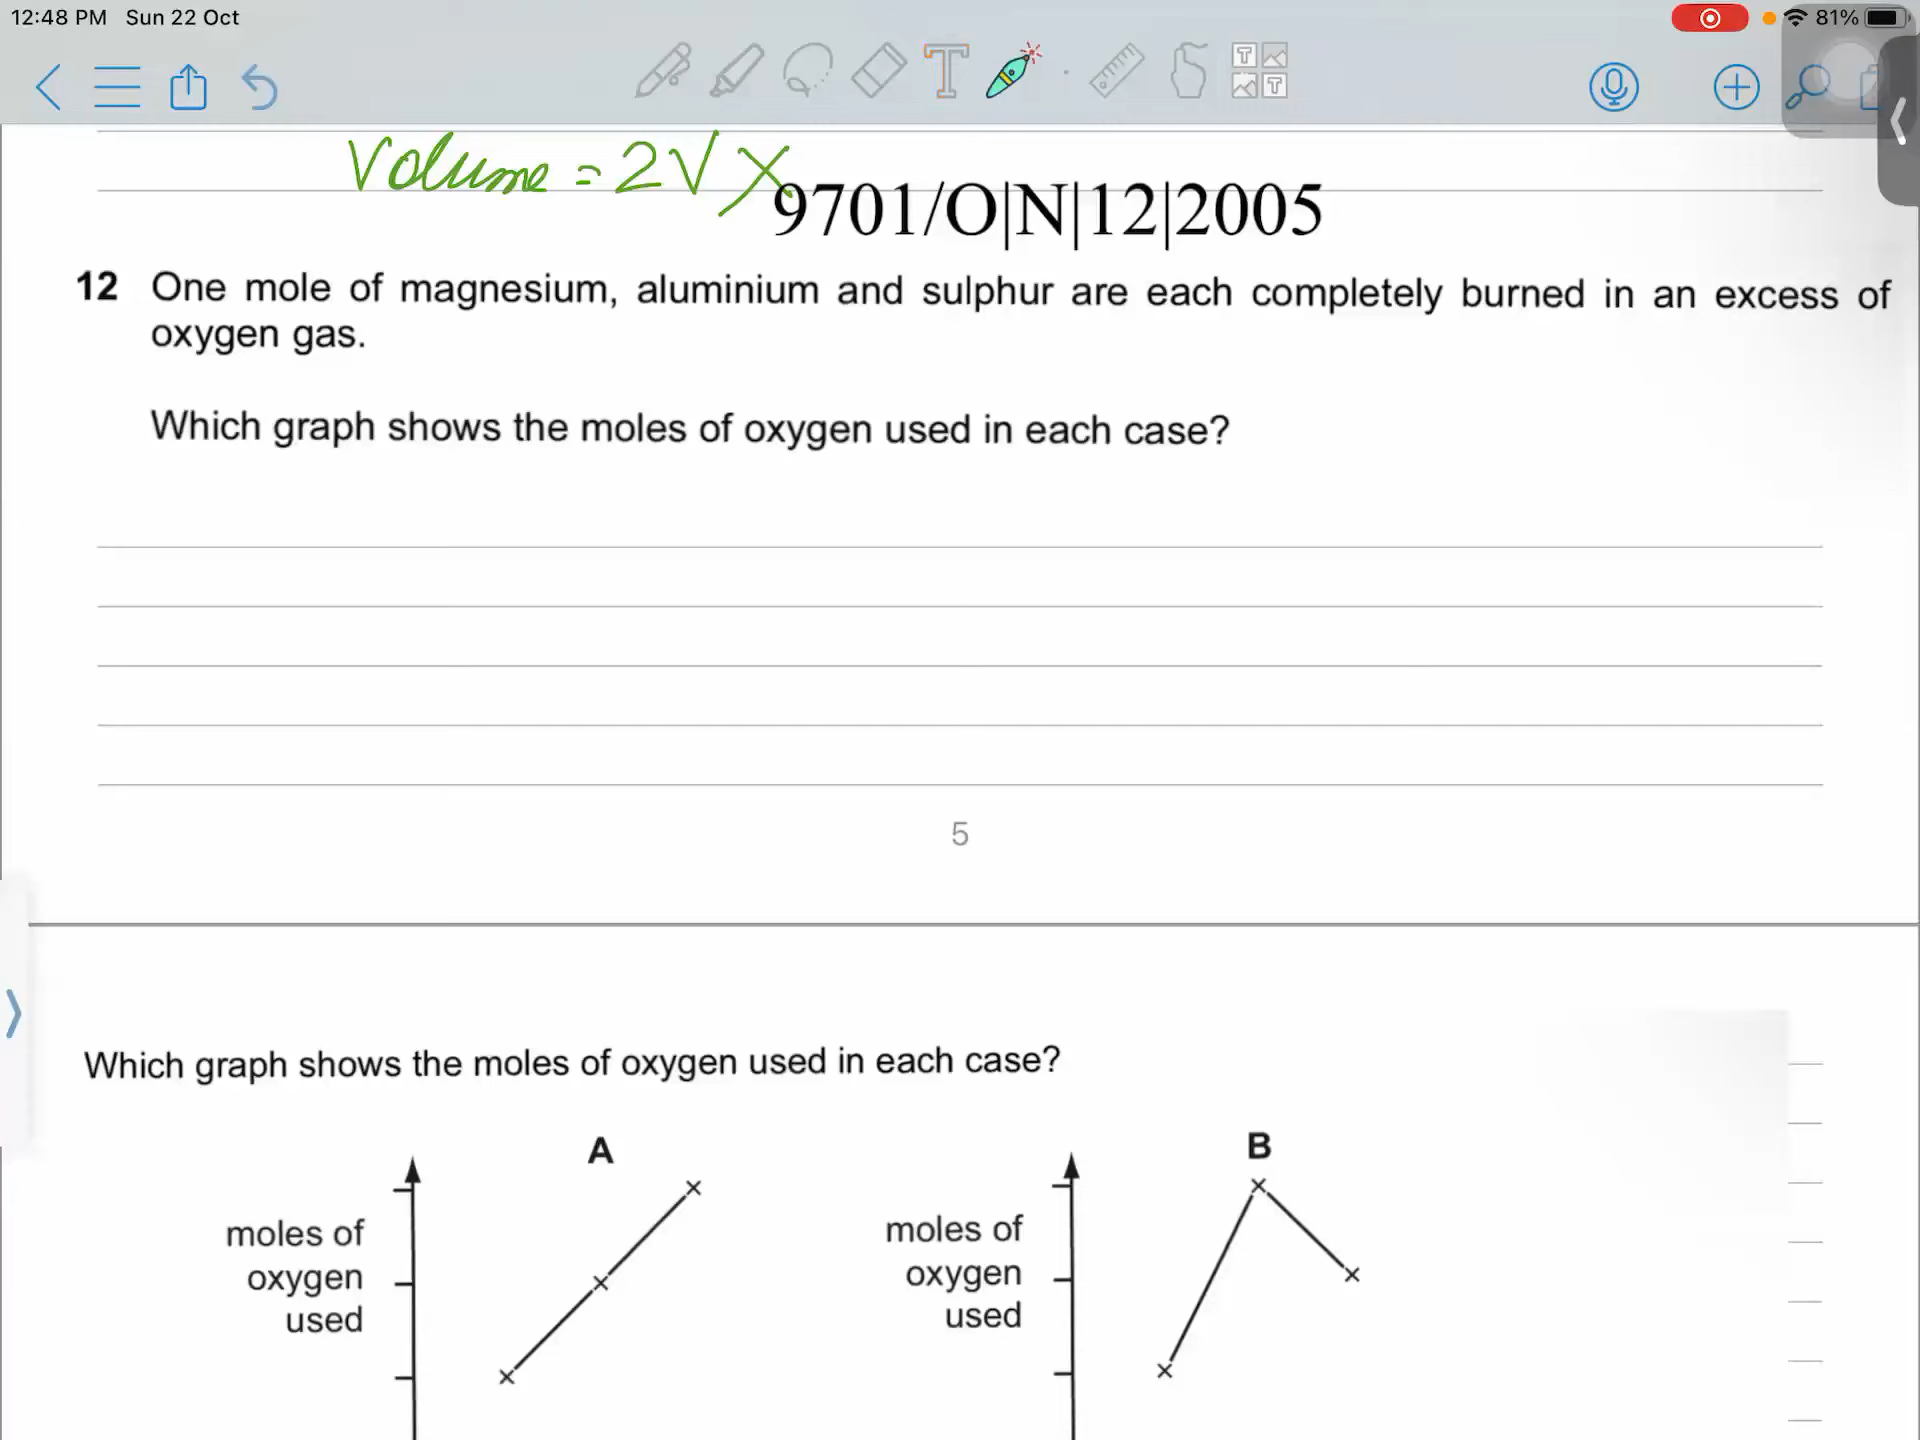 12:48 PM Sun 22 Oct
81%
Volume = 2V X
9701/O|N|12|2005
12 One mole of magnesium, aluminium and sulphur are each completely burned in an excess of
oxygen gas.
Which graph shows the moles of oxygen used in each case?
5
Which graph shows the moles of oxygen used in each case?
A
moles of
oxygen
used
B
moles of
oxygen
used